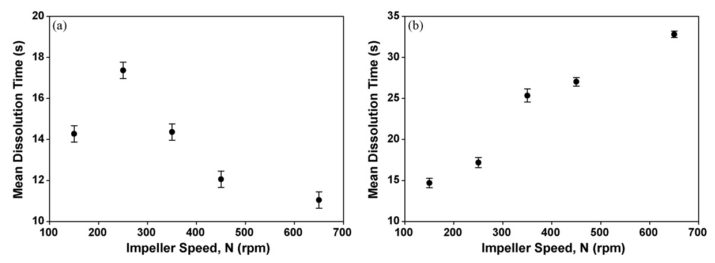 (a)
Mean Dissolution Time (s)
20
18
16
14
12
10
100 200 300 400 500 600 700
Impeller Speed, N (rpm)
(b)
Mean Dissolution Time (s)
35
30
25
20
15
10
100 200 300 400 500 600 700
Impeller Speed, N (rpm)